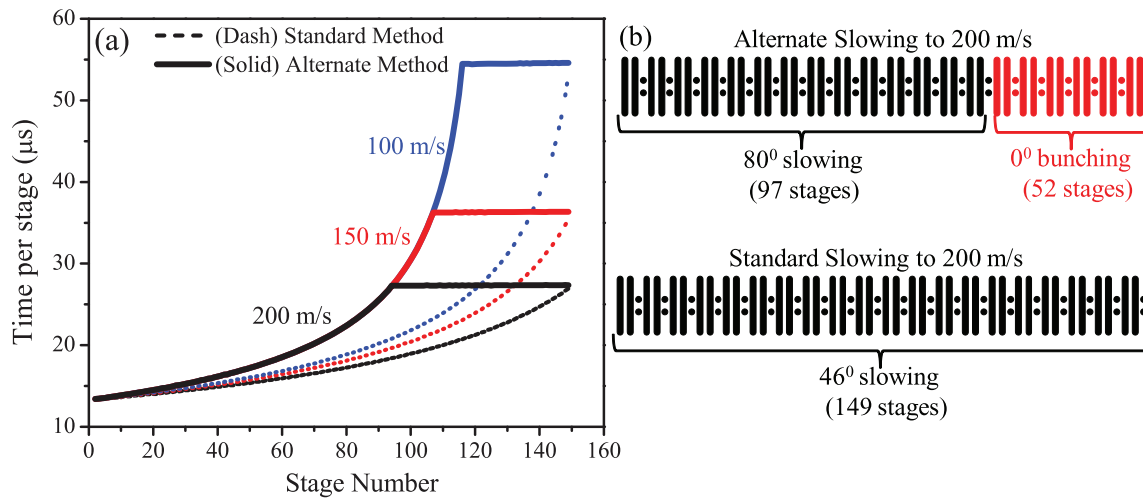 (a)
(Dash) Standard Method
(Solid) Alternate Method
100 m/s
150 m/s
200 m/s
Time per stage (μs)
60
50
40
30
20
10
0
20
40
60
80
100
120
140
160
Stage Number
(b)
Alternate Slowing to 200 m/s
80⁰ slowing
(97 stages)
0⁰ bunching
(52 stages)
Standard Slowing to 200 m/s
46⁰ slowing
(149 stages)